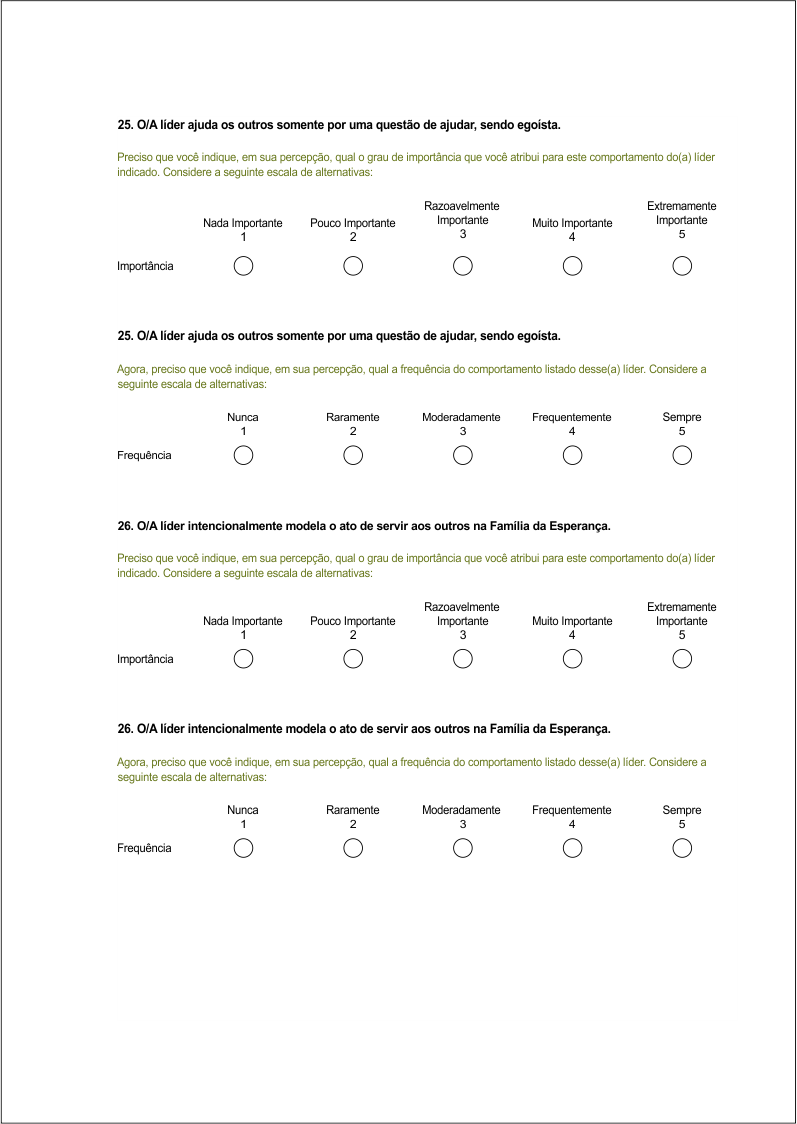 25. O/A líder ajuda os outros somente por uma questão de ajudar, sendo egoísta.
Preciso que você indique, em sua percepção, qual o grau de importância que você atribui para este comportamento do(a) líder
indicado. Considere a seguinte escala de alternativas:
Razoavelmente Extremamente
Nada Importante Pouco Importante Importante Muito Importante Importante
1 2 3 4 5
Importância
25. O/A líder ajuda os outros somente por uma questão de ajudar, sendo egoísta.
Agora, preciso que você indique, em sua percepção, qual a frequência do comportamento listado desse(a) líder. Considere a
seguinte escala de alternativas:
Nunca Raramente Moderadamente Frequentemente Sempre
1 2 3 4 5
Frequência
26. O/A líder intencionalmente modela o ato de servir aos outros na Família da Esperança.
Preciso que você indique, em sua percepção, qual o grau de importância que você atribui para este comportamento do(a) líder
indicado. Considere a seguinte escala de alternativas:
Razoavelmente Extremamente
Nada Importante Pouco Importante Importante Muito Importante Importante
1 2 3 4 5
Importância
26. O/A líder intencionalmente modela o ato de servir aos outros na Família da Esperança.
Agora, preciso que você indique, em sua percepção, qual a frequência do comportamento listado desse(a) líder. Considere a
seguinte escala de alternativas:
Nunca Raramente Moderadamente Frequentemente Sempre
1 2 3 4 5
Frequência